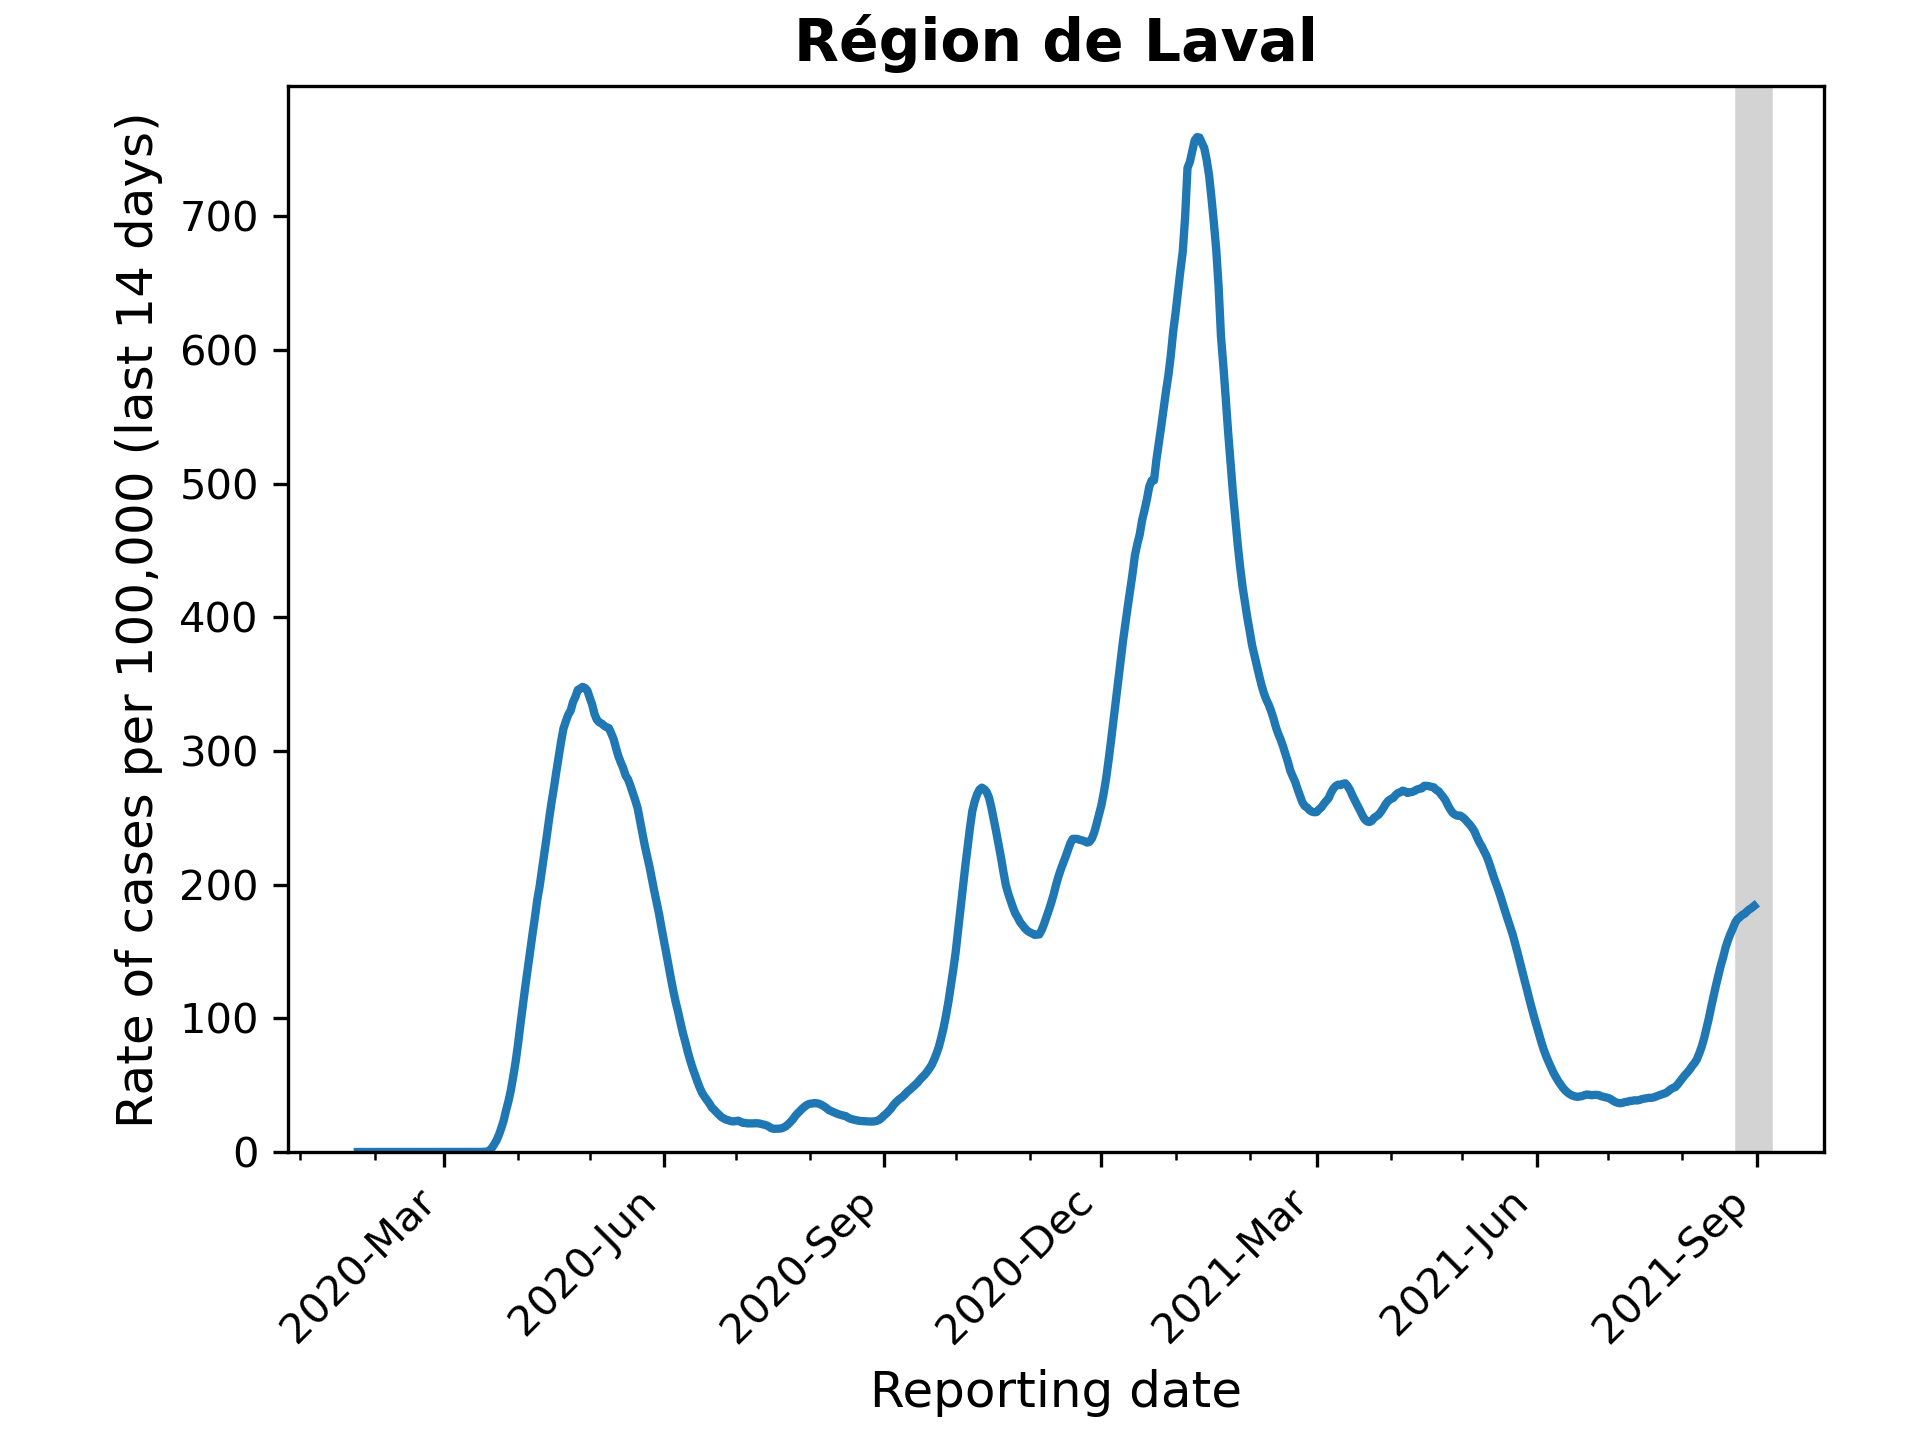 Région de Laval
Rate of cases per 100,000 (last 14 days)
700
600
500
400
300
200
100
0
2020-Mar
2020-Jun
2020-Sep
2020-Dec
2021-Mar
2021-Jun
2021-Sep
Reporting date